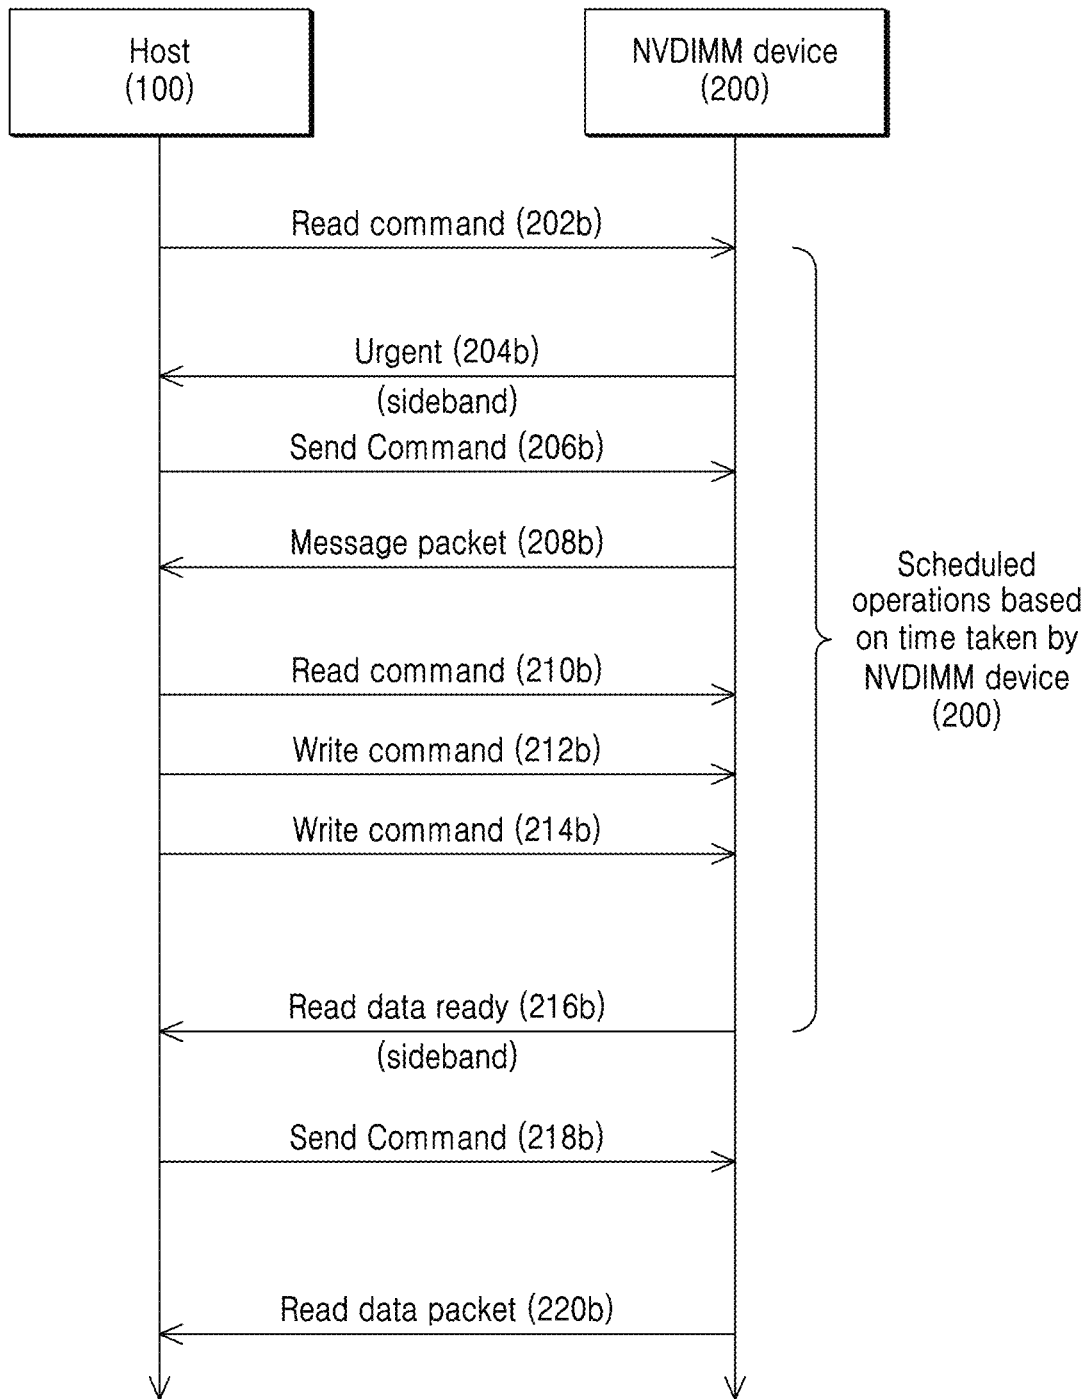 Host
(100)
NVDIMM device
(200)
Read command (202b)
Urgent (204b)
(sideband)
Send Command (206b)
Message packet (208b)
Scheduled
operations based
on time taken by
NVDIMM device
(200)
Read command (210b)
Write command (212b)
Write command (214b)
Read data ready (216b)
(sideband)
Send Command (218b)
Read data packet (220b)